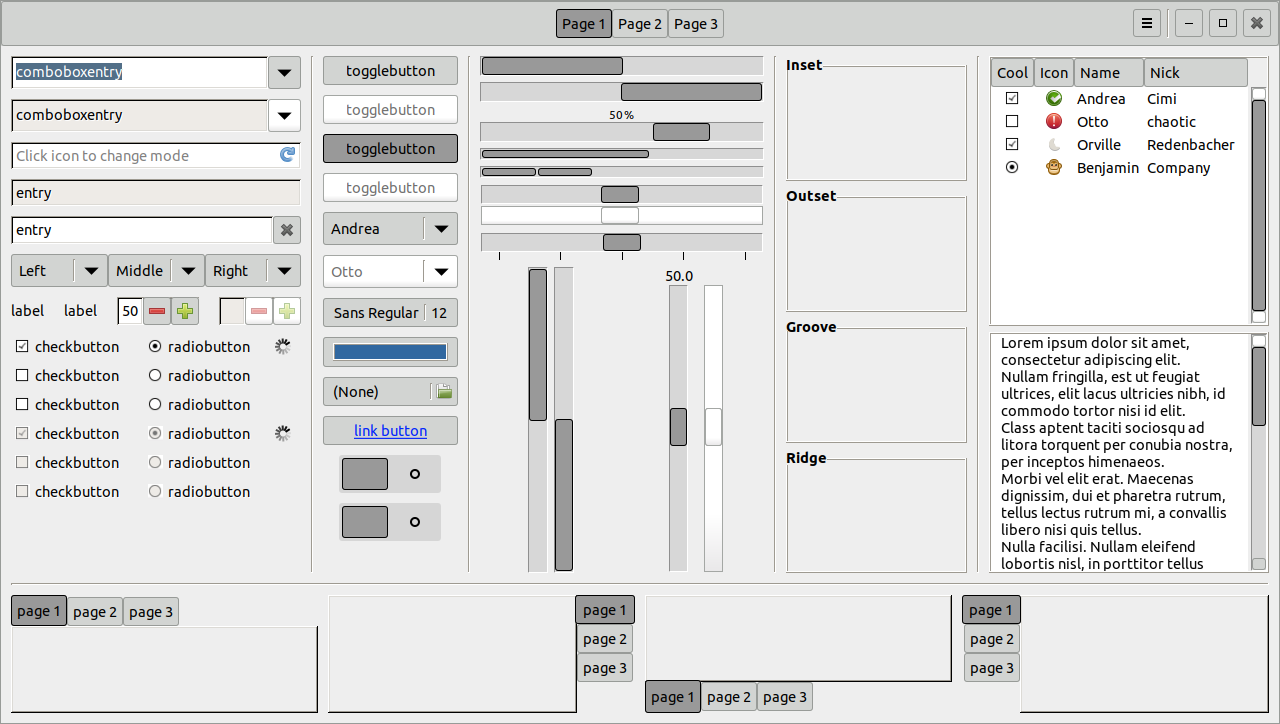 Page 1 Page 2 Page 3
comboboxentry
comboboxentry
Click icon to change mode
entry
entry
Left Middle Right
label label 50
checkbutton radiobutton
checkbutton radiobutton
checkbutton radiobutton
checkbutton radiobutton
checkbutton radiobutton
checkbutton radiobutton
togglebutton
togglebutton
togglebutton
togglebutton
Andrea
Otto
Sans Regular 12
(None)
link button
50 %
50.0
Inset
Outset
Groove
Ridge
Cool Icon Name Nick
Andrea Cimi
Otto chaotic
Orville Redenbacher
Benjamin Company
Lorem ipsum dolor sit amet,
consectetur adipiscing elit.
Nullam fringilla, est ut feugiat
ultrices, elit lacus ultricies nibh, id
commodo tortor nisi id elit.
Class aptent taciti sociosqu ad
litora torquent per conubia nostra,
per inceptos himenaeos.
Morbi vel elit erat. Maecenas
dignissim, dui et pharetra rutrum,
tellus lectus rutrum mi, a convallis
libero nisi quis tellus.
Nulla facilisi. Nullam eleifend
lobortis nisl, in porttitor tellus
page 1 page 2 page 3
page 1
page 2
page 3
page 1 page 2 page 3
page 1
page 2
page 3